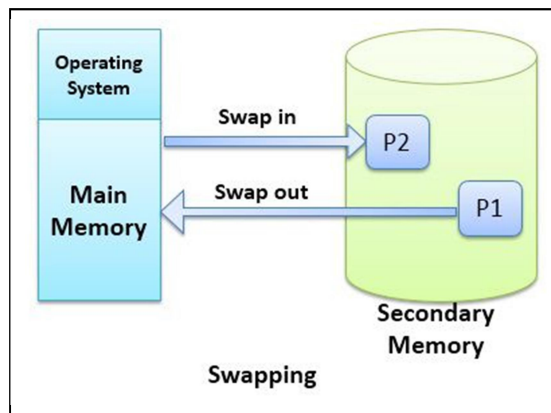 Operating
System
Main
Memory
Swap in
P2
Swap out
P1
Secondary
Memory
Swapping